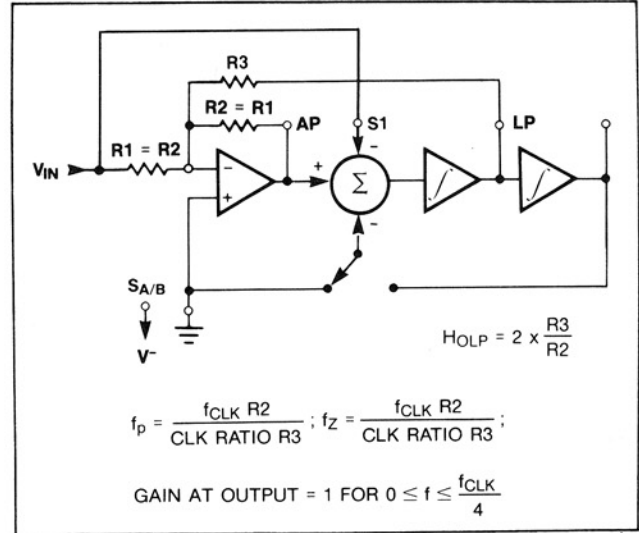 R3
R2 = R1
AP
S1
LP
R1 = R2
VIN
−
+
+
−
Σ
−
∫
∫
SA/B
V−
HOLP = 2 x R3/R2
fp = fCLK R2/CLK RATIO R3 ; fZ = fCLK R2/CLK RATIO R3 ;
GAIN AT OUTPUT = 1 FOR 0 ≤ f ≤ fCLK/4